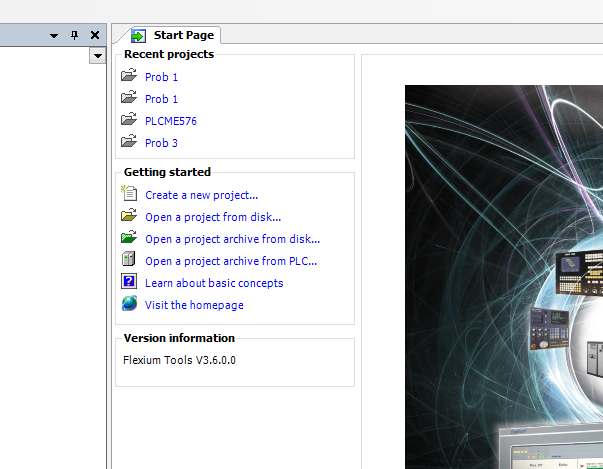 Start Page
Recent projects
Prob 1
Prob 1
PLCME576
Prob 3
Getting started
Create a new project...
Open a project from disk...
Open a project archive from disk...
Open a project archive from PLC...
Learn about basic concepts
Visit the homepage
Version information
Flexium Tools V3.6.0.0